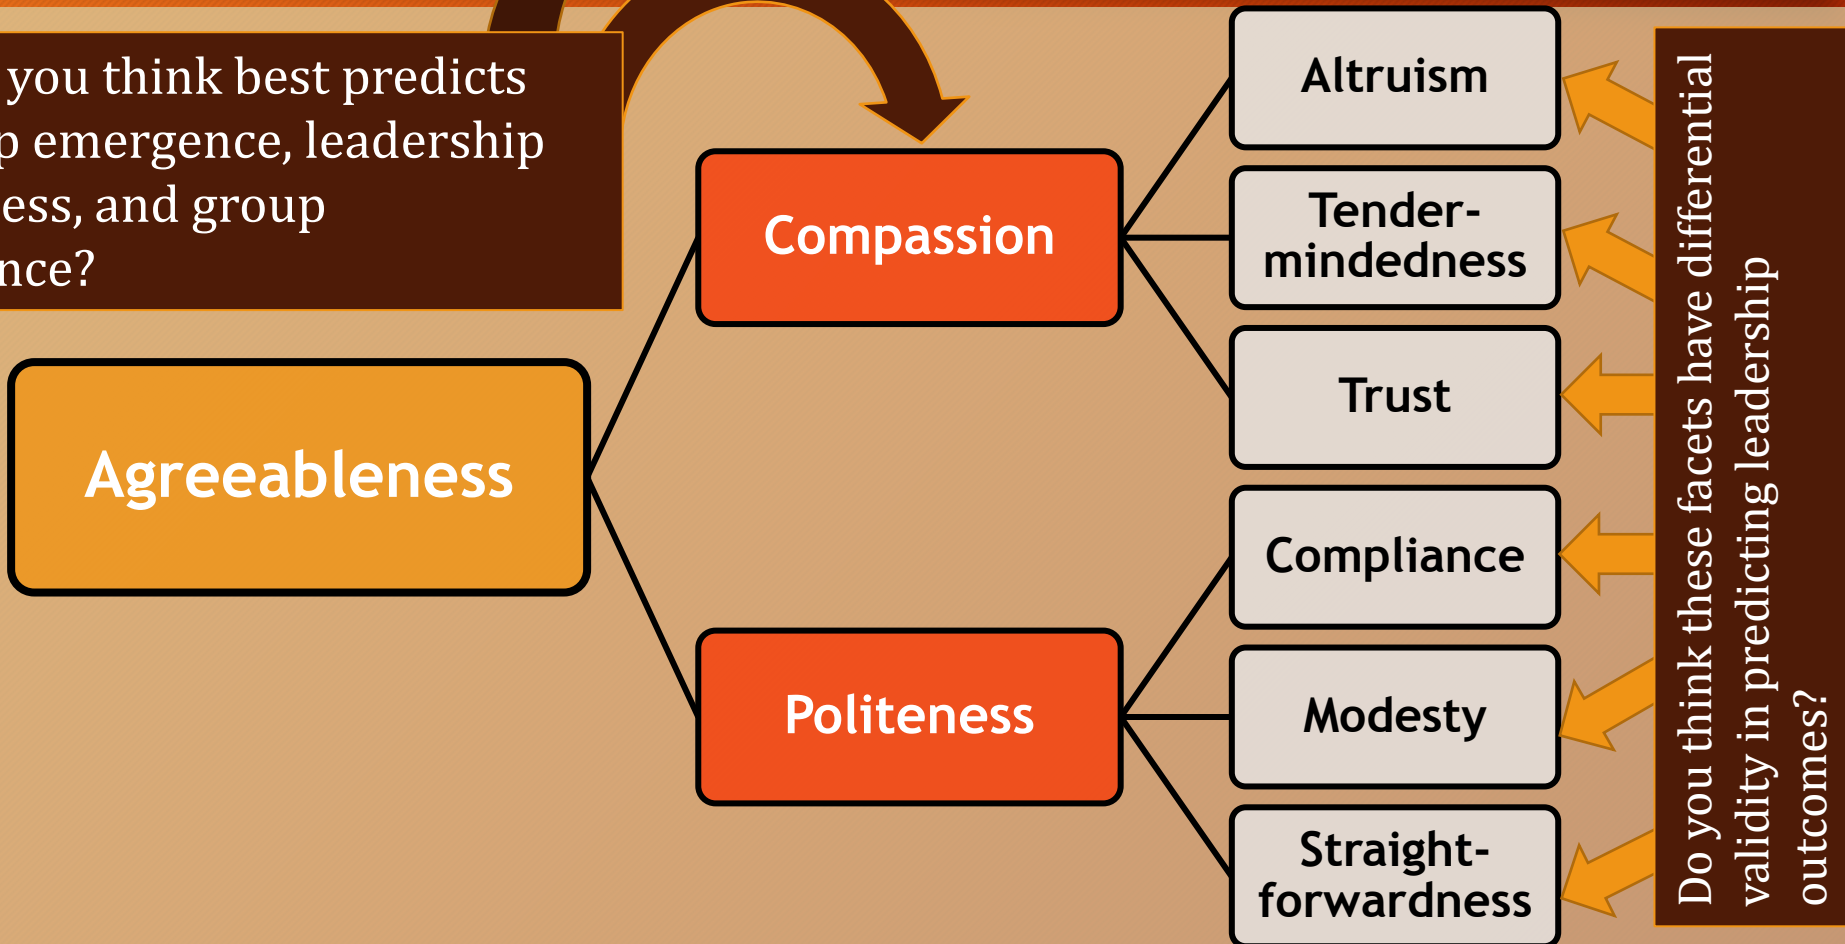 you think best predicts
p emergence, leadership
ess, and group
nce?
Agreeableness
Compassion
Politeness
Altruism
Tender-
mindedness
Trust
Compliance
Modesty
Straight-
forwardness
Do you think these facets have differential
validity in predicting leadership
outcomes?